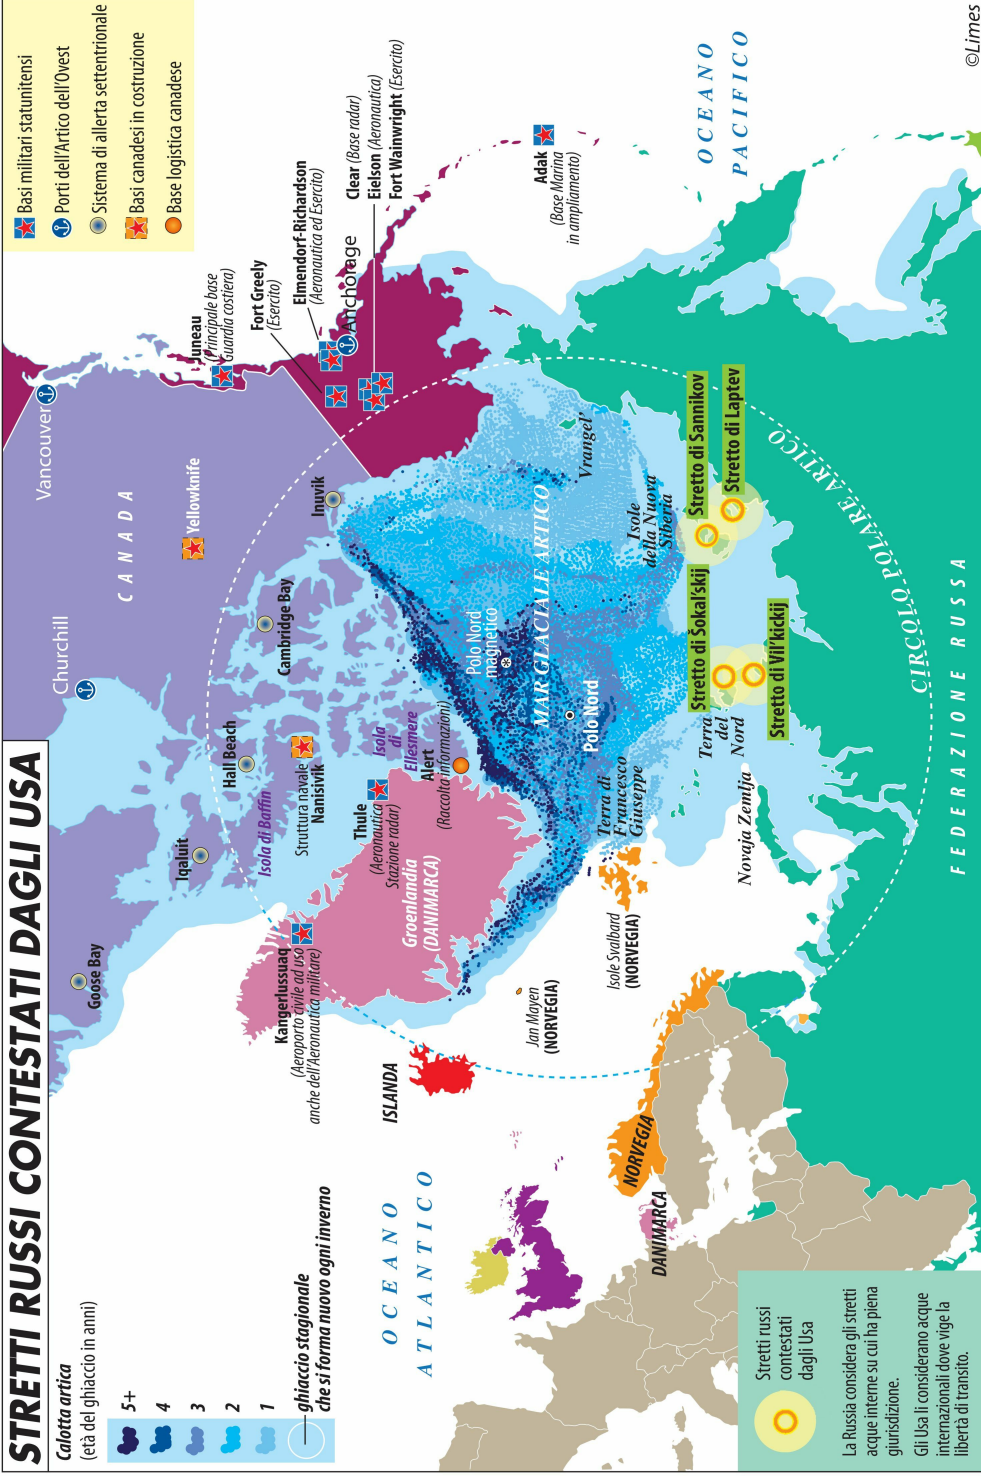 STRETTI RUSSI CONTESTATI DAGLI USA
Calotta artica
(età del ghiaccio in anni)
5+
4
3
2
1
ghiaccio stagionale
che si forma nuovo ogni inverno
Basi militari statunitensi
Porti dell'Artico dell'Ovest
Sistema di allerta settentrionale
Basi canadesi in costruzione
Base logistica canadese
Stretti russi
contestati
dagli Usa
La Russia considera gli stretti
acque interne su cui ha piena
giurisdizione.
Gli Usa li considerano acque
internazionali dove vige la
libertà di transito.
Goose Bay
Iqaluit
Hall Beach
Isola di Baffin
Struttura navale
Nanisivik
Churchill
CANADA
Cambridge Bay
Yellowknife
Vancouver
Inuvik
Juneau
(Principale base
Guardia costiera)
Fort Greely
(Esercito)
Elmendorf-Richardson
(Aeronautica ed Esercito)
Anchorage
Clear (Base radar)
Eielson (Aeronautica)
Fort Wainwright (Esercito)
Adak
(Base Marina
in ampliamento)
OCEANO
PACIFICO
Kangerlussuaq
(Aeroporto civile ad uso
anche dell'Aeronautica militare)
Thule
(Aeronautica
Stazione radar)
Isola
di
Ellesmere
Alert
(Raccolta informazioni)
Groenlandia
(DANIMARCA)
Polo Nord
magnetico
MAR GLACIALE ARTICO
Polo Nord
Vrangel'
Isole
della Nuova
Siberia
Stretto di Sannikov
Stretto di Laptev
Stretto di Šokal'skij
Stretto di Vil'kickij
Terra
del
Nord
Terra di
Francesco
Giuseppe
Novaja Zemlja
Isole Svalbard
(NORVEGIA)
Jan Mayen
(NORVEGIA)
ISLANDA
OCEANO
ATLANTICO
NORVEGIA
DANIMARCA
CIRCOLO POLARE ARTICO
FEDERAZIONE RUSSA
©Limes